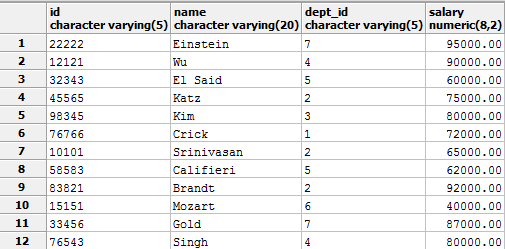 id name dept_id salary
character varying(5) character varying(20) character varying(5) numeric(8,2)
1 22222 Einstein 7 95000.00
2 12121 Wu 4 90000.00
3 32343 El Said 5 60000.00
4 45565 Katz 2 75000.00
5 98345 Kim 3 80000.00
6 76766 Crick 1 72000.00
7 10101 Srinivasan 2 65000.00
8 58583 Califieri 5 62000.00
9 83821 Brandt 2 92000.00
10 15151 Mozart 6 40000.00
11 33456 Gold 7 87000.00
12 76543 Singh 4 80000.00